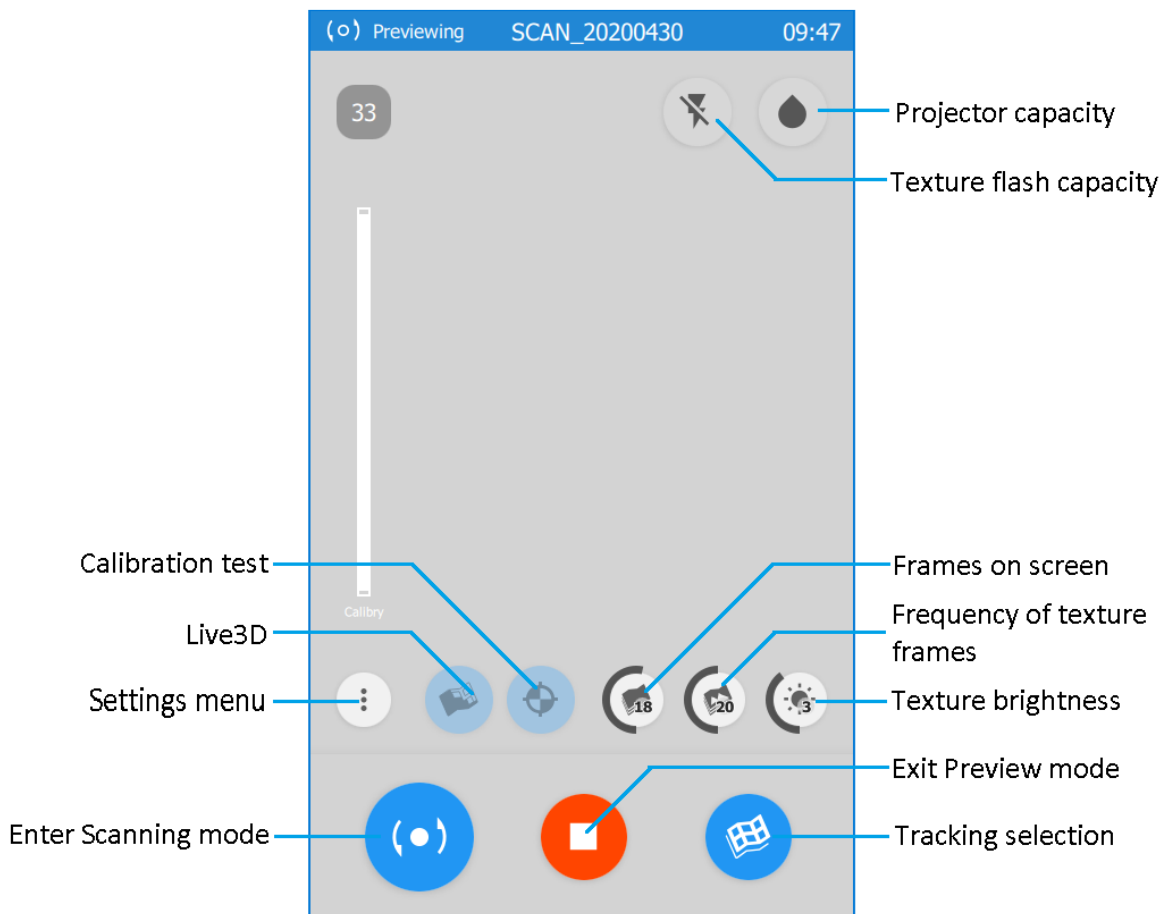 Previewing SCAN_20200430 09:47
33
Projector capacity
Texture flash capacity
Calibration test
Frames on screen
Calibry
Live3D
Frequency of texture
frames
Settings menu
18
20
3
Texture brightness
Exit Preview mode
Enter Scanning mode
Tracking selection